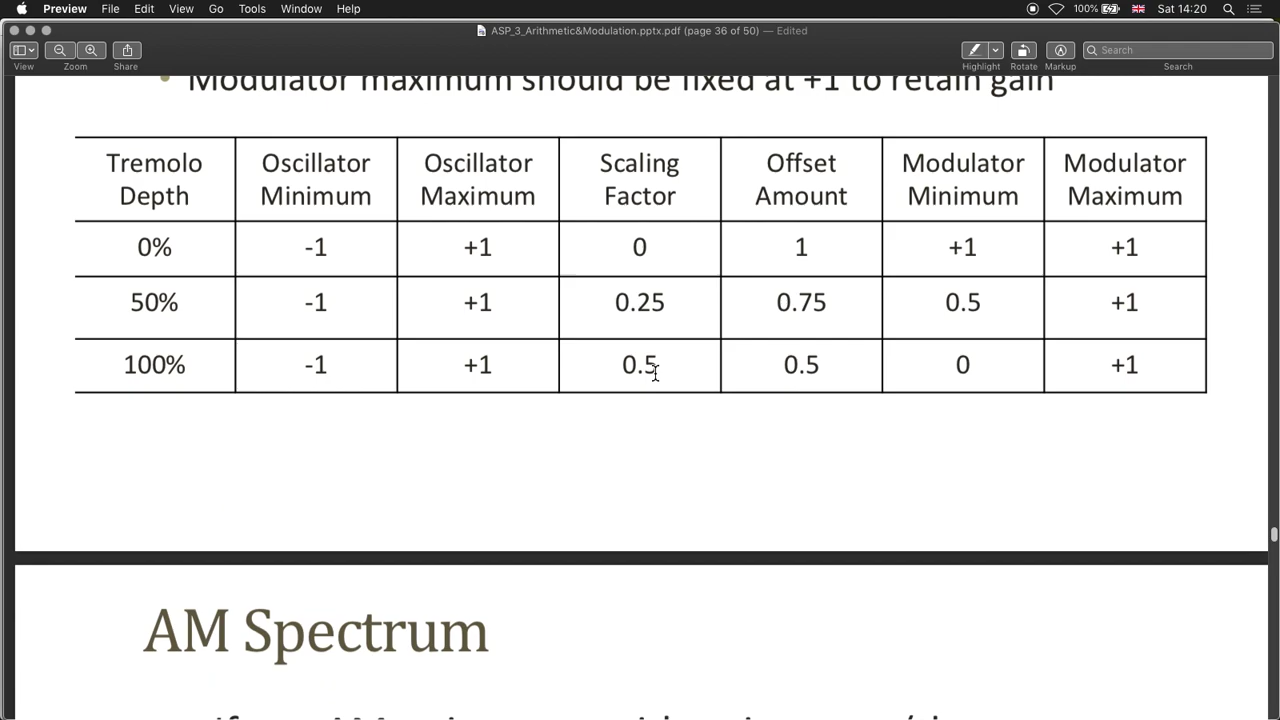 Preview File Edit View Go Tools Window Help 100% Sat 14:20
ASP_3_Arithmetic&Modulation.pptx.pdf (page 36 of 50) — Edited
Search
View Zoom Share Highlight Rotate Markup Search
• Modulator maximum should be fixed at +1 to retain gain
Tremolo Depth Oscillator Minimum Oscillator Maximum Scaling Factor Offset Amount Modulator Minimum Modulator Maximum
0% -1 +1 0 1 +1 +1
50% -1 +1 0.25 0.75 0.5 +1
100% -1 +1 0.5 0.5 0 +1
AM Spectrum